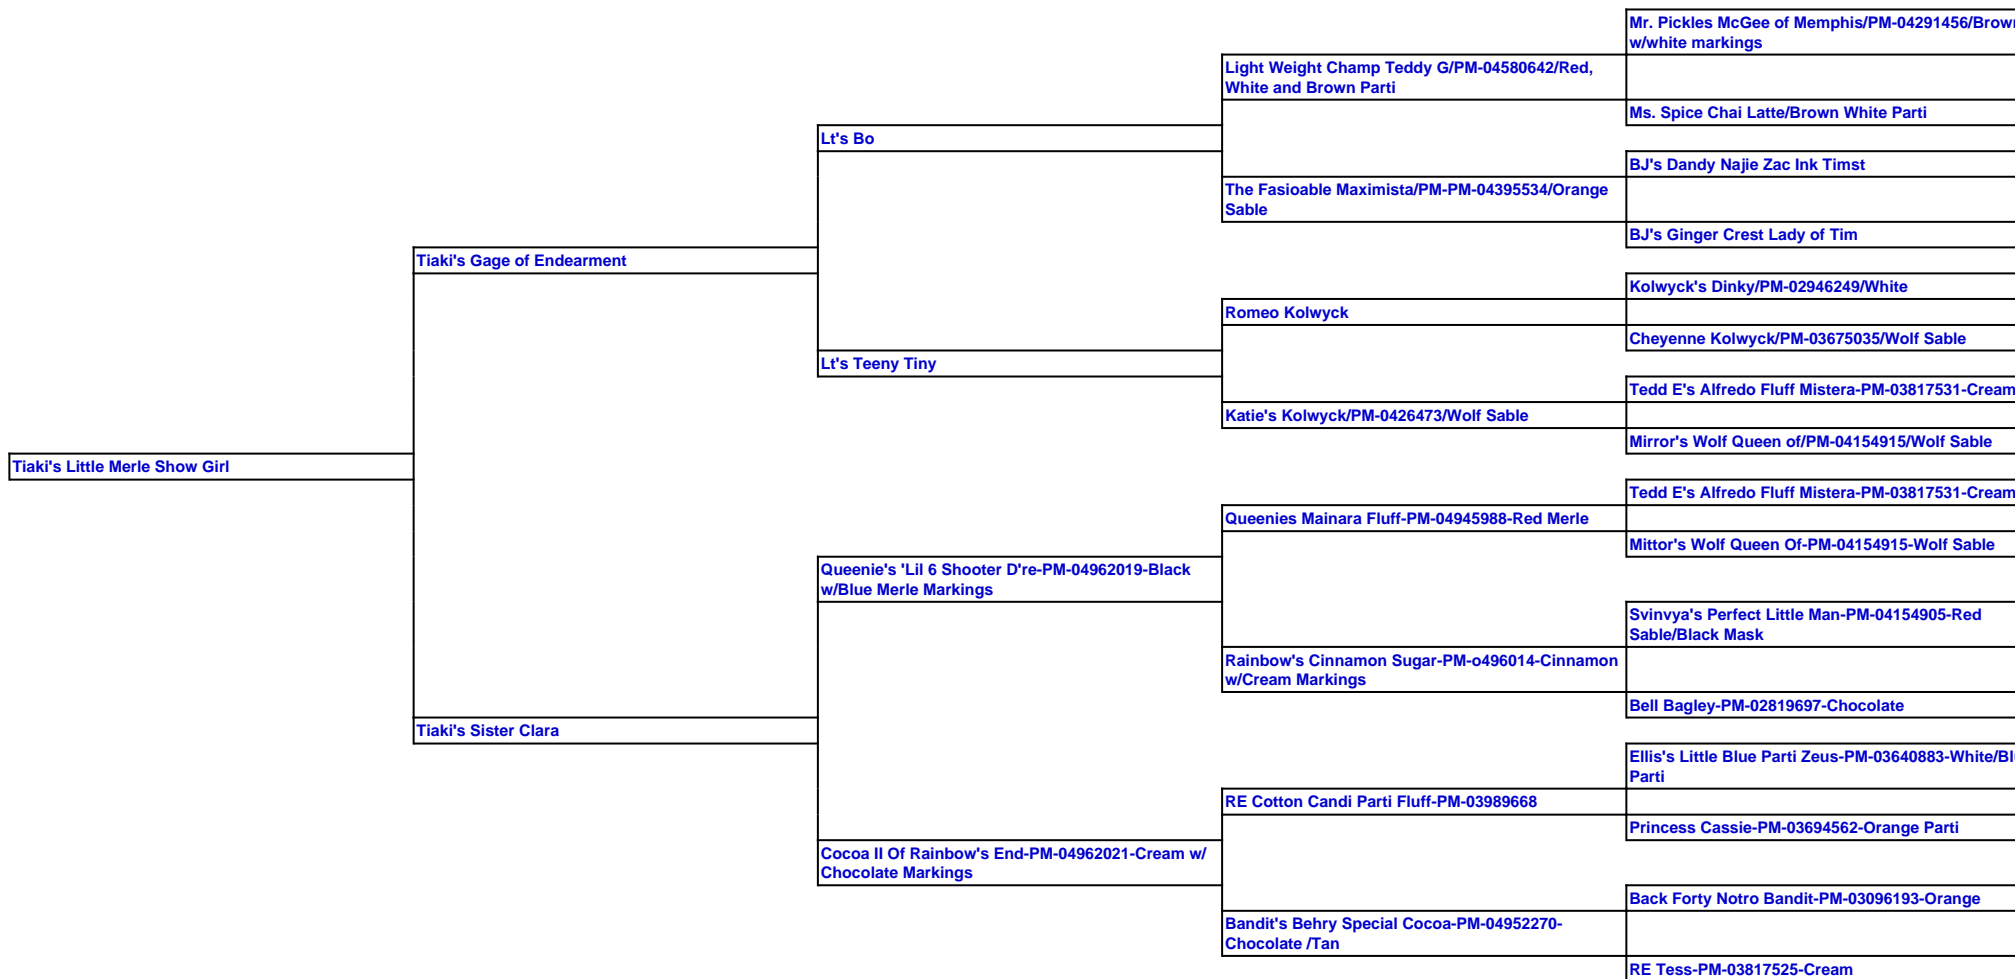 Mr. Pickles McGee of Memphis/PM-04291456/Brown
w/white markings
Light Weight Champ Teddy G/PM-04580642/Red,
White and Brown Parti
Ms. Spice Chai Latte/Brown White Parti
Lt's Bo
BJ's Dandy Najie Zac Ink Timst
The Fasioable Maximista/PM-PM-04395534/Orange
Sable
BJ's Ginger Crest Lady of Tim
Tiaki's Gage of Endearment
Kolwyck's Dinky/PM-02946249/White
Romeo Kolwyck
Cheyenne Kolwyck/PM-03675035/Wolf Sable
Lt's Teeny Tiny
Tedd E's Alfredo Fluff Mistera-PM-03817531-Cream
Katie's Kolwyck/PM-0426473/Wolf Sable
Mirror's Wolf Queen of/PM-04154915/Wolf Sable
Tiaki's Little Merle Show Girl
Tedd E's Alfredo Fluff Mistera-PM-03817531-Cream
Queenies Mainara Fluff-PM-04945988-Red Merle
Mittor's Wolf Queen Of-PM-04154915-Wolf Sable
Queenie's 'Lil 6 Shooter D're-PM-04962019-Black
w/Blue Merle Markings
Svinvya's Perfect Little Man-PM-04154905-Red
Sable/Black Mask
Rainbow's Cinnamon Sugar-PM-o496014-Cinnamon
w/Cream Markings
Bell Bagley-PM-02819697-Chocolate
Tiaki's Sister Clara
Ellis's Little Blue Parti Zeus-PM-03640883-White/Bl
Parti
RE Cotton Candi Parti Fluff-PM-03989668
Princess Cassie-PM-03694562-Orange Parti
Cocoa II Of Rainbow's End-PM-04962021-Cream w/
Chocolate Markings
Back Forty Notro Bandit-PM-03096193-Orange
Bandit's Behry Special Cocoa-PM-04952270-
Chocolate /Tan
RE Tess-PM-03817525-Cream